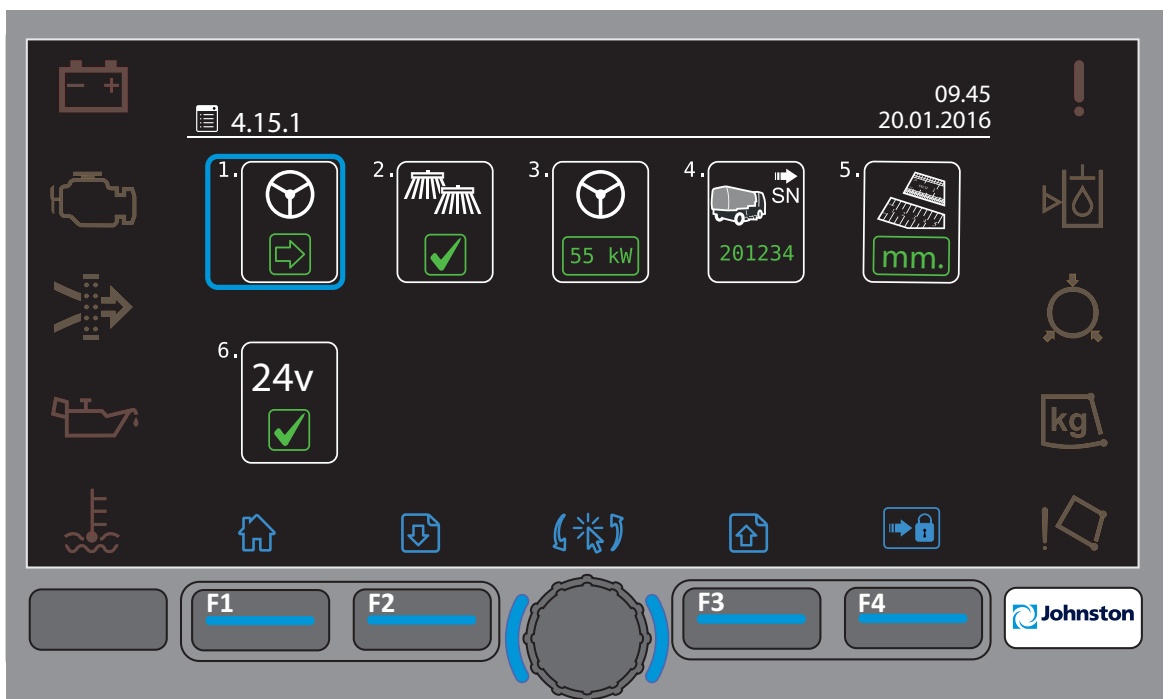 09.45
4.15.1 20.01.2016
1. 2. 3. 4. 5.
SN
55 kW 201234 mm.
6.
24v
kg
F1 F2 F3 F4
Johnston